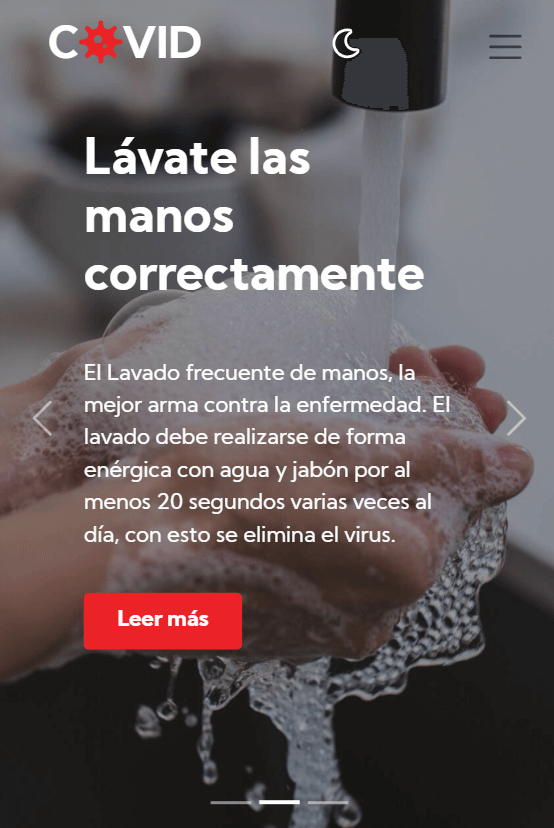 COVID
Lávate las
manos
correctamente
El Lavado frecuente de manos, la
mejor arma contra la enfermedad. El
lavado debe realizarse de forma
enérgica con agua y jabón por al
menos 20 segundos varias veces al
día, con esto se elimina el virus.
Leer más